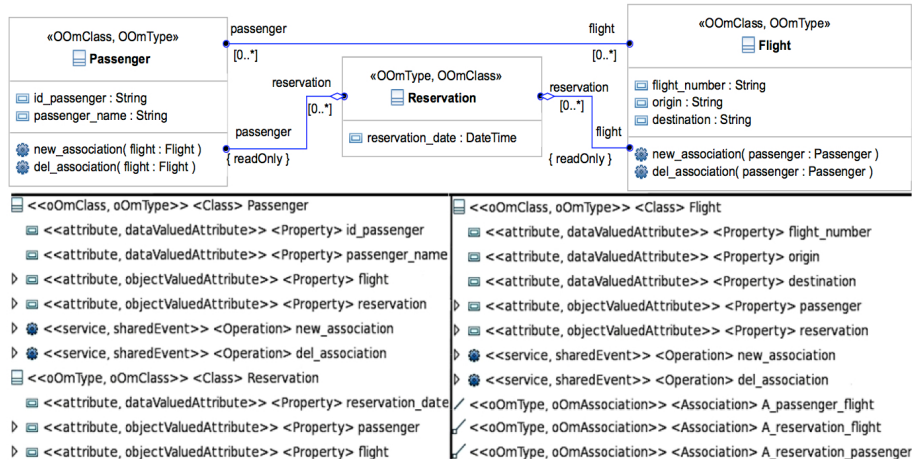 «OOmClass, OOmType»
Passenger
id_passenger : String
passenger_name : String
new_association( flight : Flight )
del_association( flight : Flight )
passenger
[0..*]
flight
[0..*]
reservation
[0..*]
passenger
{ readOnly }
«OOmType, OOmClass»
Reservation
reservation_date : DateTime
reservation
[0..*]
flight
{ readOnly }
«OOmClass, OOmType»
Flight
flight_number : String
origin : String
destination : String
new_association( passenger : Passenger )
del_association( passenger : Passenger )
<<oOmClass, oOmType>> <Class> Passenger
<<attribute, dataValuedAttribute>> <Property> id_passenger
<<attribute, dataValuedAttribute>> <Property> passenger_name
<<attribute, objectValuedAttribute>> <Property> flight
<<attribute, objectValuedAttribute>> <Property> reservation
<<service, sharedEvent>> <Operation> new_association
<<service, sharedEvent>> <Operation> del_association
<<oOmType, oOmClass>> <Class> Reservation
<<attribute, dataValuedAttribute>> <Property> reservation_date
<<attribute, objectValuedAttribute>> <Property> passenger
<<attribute, objectValuedAttribute>> <Property> flight
<<oOmClass, oOmType>> <Class> Flight
<<attribute, dataValuedAttribute>> <Property> flight_number
<<attribute, dataValuedAttribute>> <Property> origin
<<attribute, dataValuedAttribute>> <Property> destination
<<attribute, objectValuedAttribute>> <Property> passenger
<<attribute, objectValuedAttribute>> <Property> reservation
<<service, sharedEvent>> <Operation> new_association
<<service, sharedEvent>> <Operation> del_association
<<oOmType, oOmAssociation>> <Association> A_passenger_flight
<<oOmType, oOmAssociation>> <Association> A_reservation_flight
<<oOmType, oOmAssociation>> <Association> A_reservation_passenger